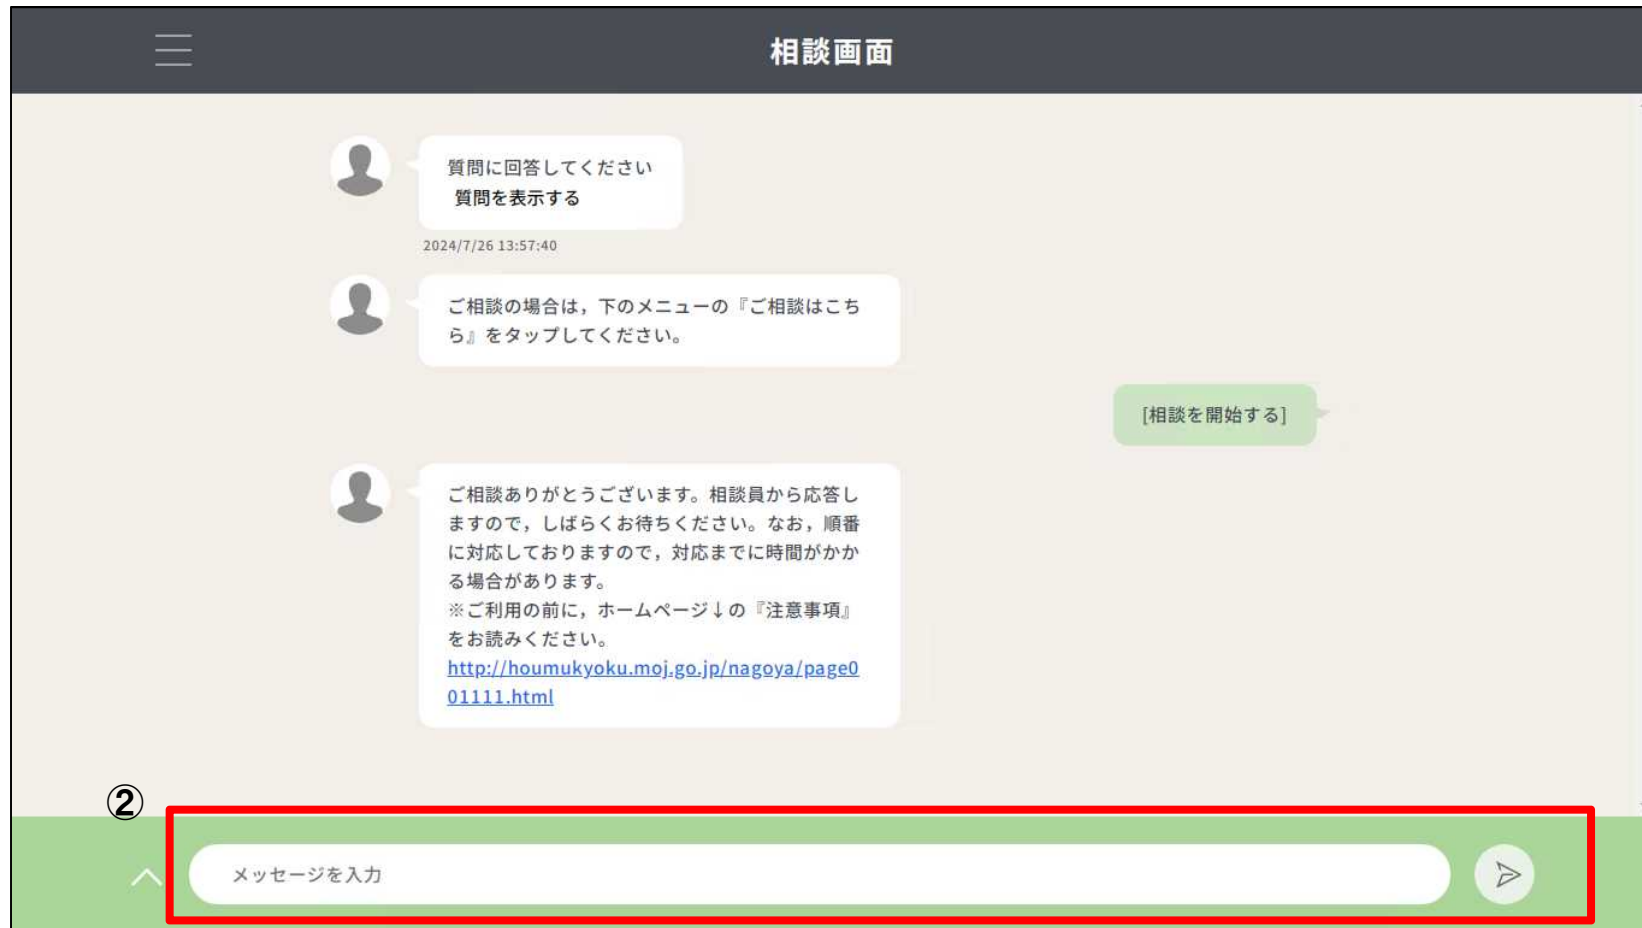 相談画面
質問に回答してください
質問を表示する
2024/7/26 13:57:40
ご相談の場合は，下のメニューの『ご相談はこち
ら』をタップしてください。
[相談を開始する]
ご相談ありがとうございます。相談員から応答し
ますので，しばらくお待ちください。なお，順番
に対応しておりますので，対応までに時間がかか
る場合があります。
※ご利用の前に，ホームページ↓の『注意事項』
をお読みください。
http://houmukyoku.moj.go.jp/nagoya/page0
01111.html
②
メッセージを入力